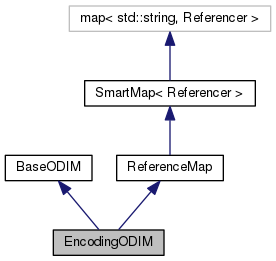 map< std::string, Referencer >
SmartMap< Referencer >
BaseODIM
ReferenceMap
EncodingODIM